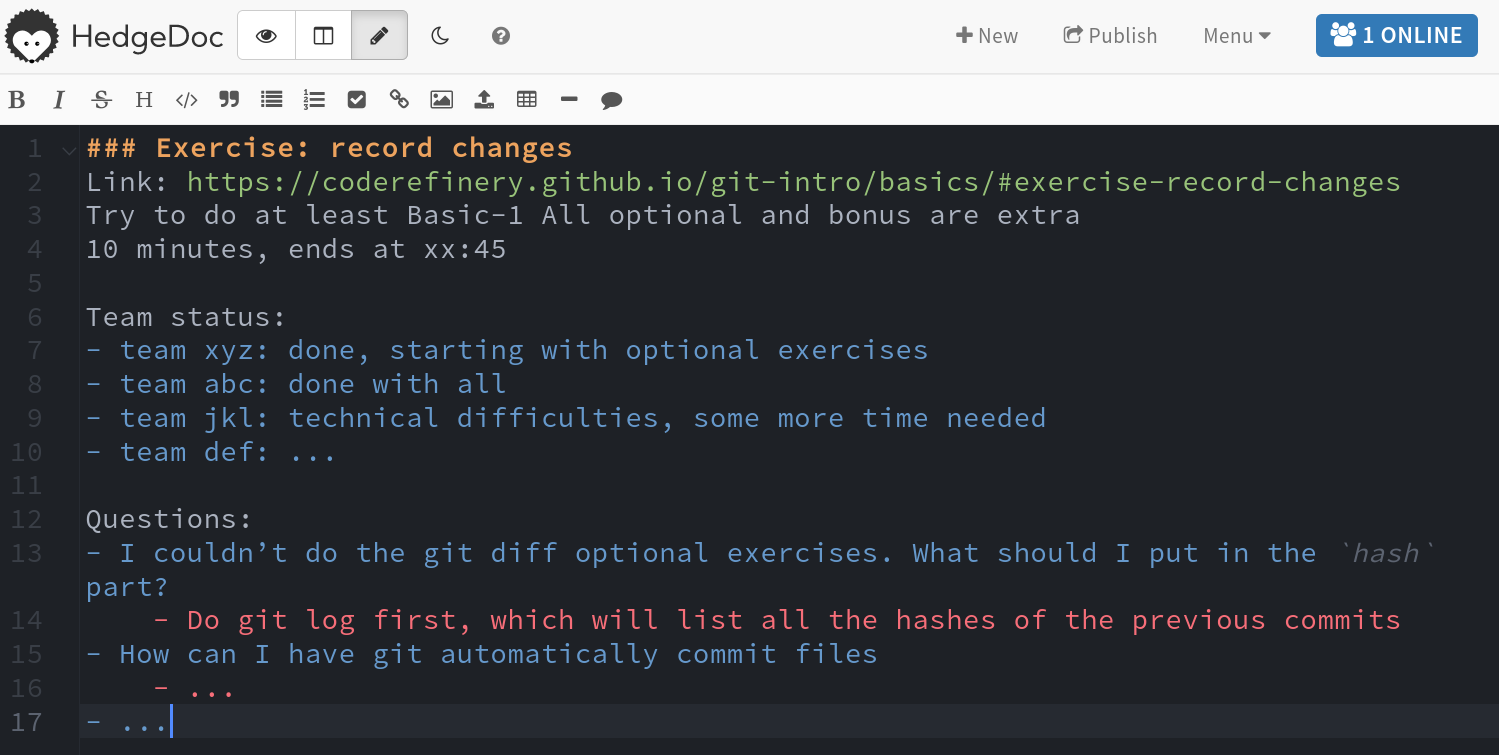 HedgeDoc
New Publish Menu 1 ONLINE
B I S H </>
1 ### Exercise: record changes
2 Link: https://coderefinery.github.io/git-intro/basics/#exercise-record-changes
3 Try to do at least Basic-1 All optional and bonus are extra
4 10 minutes, ends at xx:45
5
6 Team status:
7 - team xyz: done, starting with optional exercises
8 - team abc: done with all
9 - team jkl: technical difficulties, some more time needed
10 - team def: ...
11
12 Questions:
13 - I couldn’t do the git diff optional exercises. What should I put in the `hash`
part?
14 - Do git log first, which will list all the hashes of the previous commits
15 - How can I have git automatically commit files
16 - ...
17 - ...